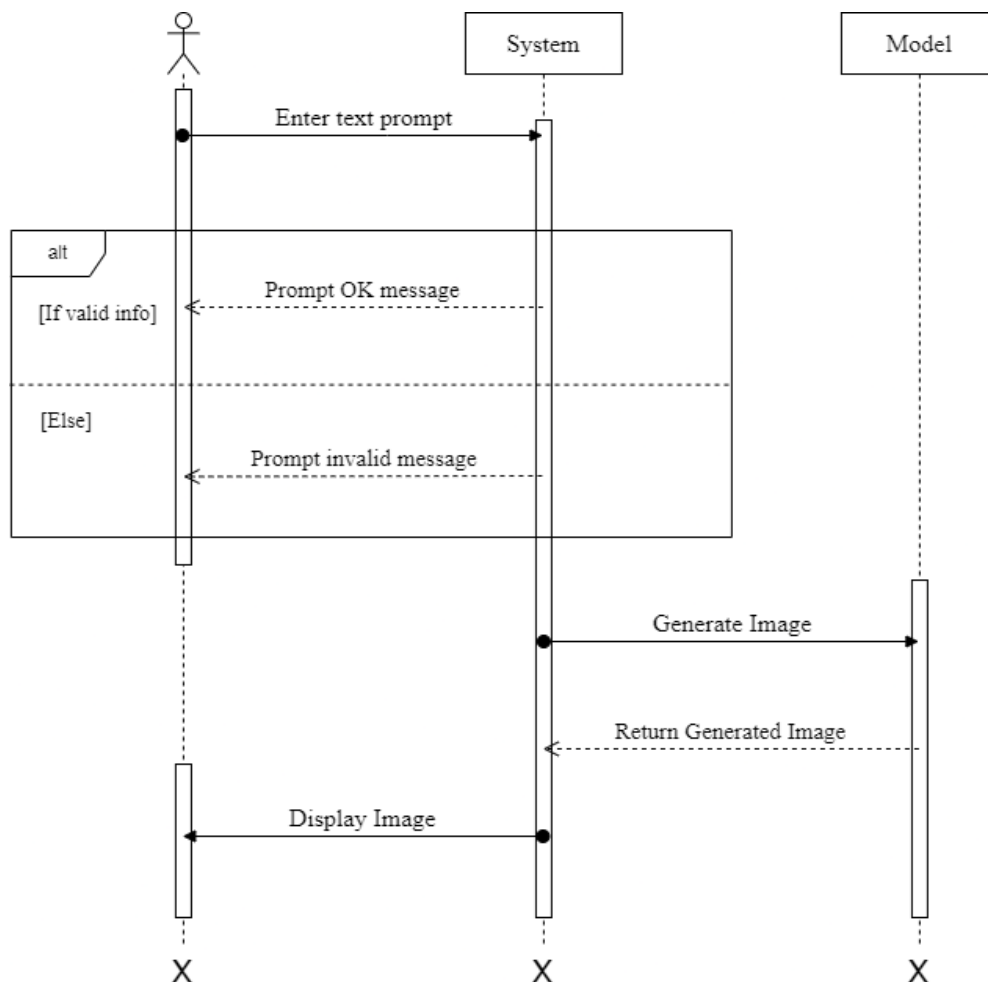 System
Model
Enter text prompt
alt
Prompt OK message
[If valid info]
[Else]
Prompt invalid message
Generate Image
Return Generated Image
Display Image
X
X
X